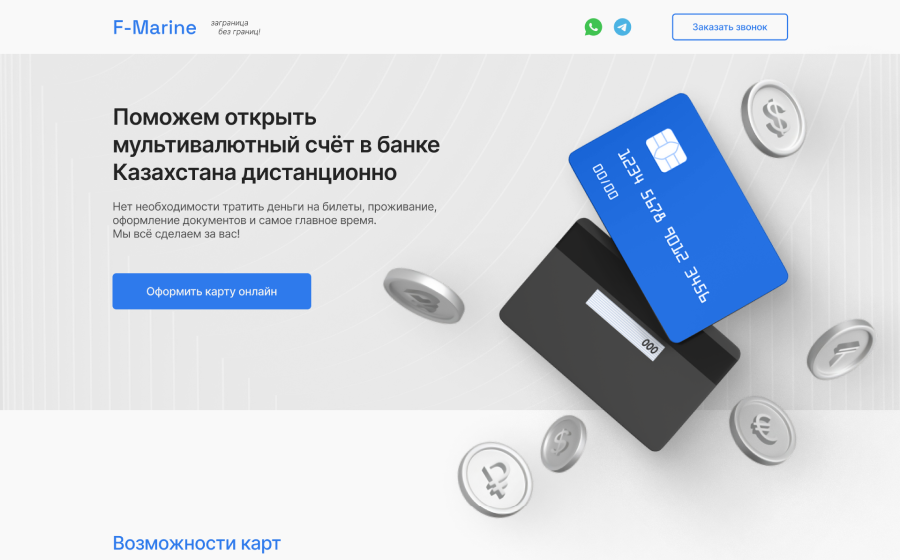 F-Marine
заграница
без границ!
Заказать звонок
Поможем открыть
мультивалютный счёт в банке
Казахстана дистанционно
Нет необходимости тратить деньги на билеты, проживание,
оформление документов и самое главное время.
Мы всё сделаем за вас!
Оформить карту онлайн
1234 5678 9012 3456
00/00
000
Возможности карт